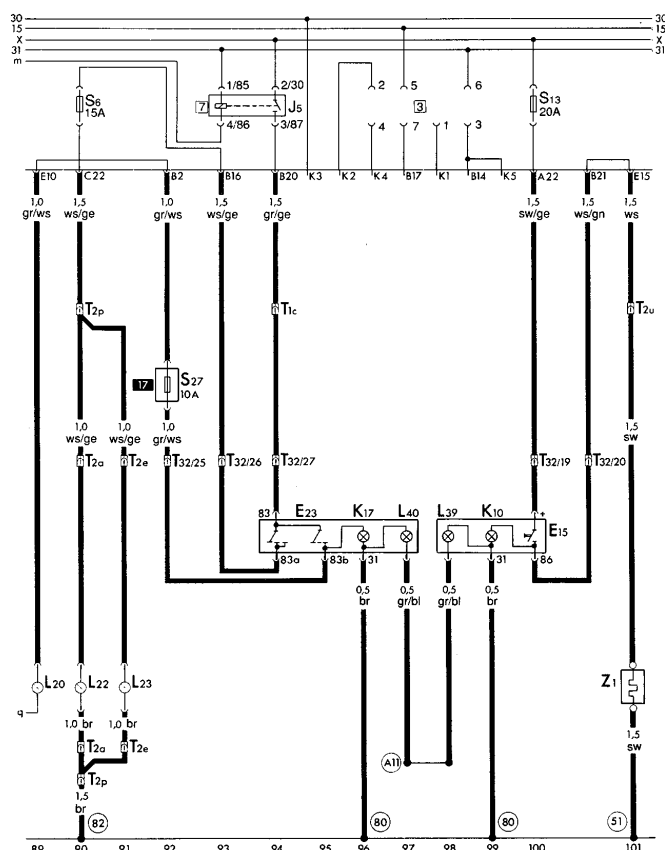 30 30
15 15
X X
31 31
m
S6
15A
1/85 2/30
7 J5
4/86 3/87
2 5 6
3
4 7 1 3
S13
20A
E10 C22 B2 B16 B20 K3 K2 K4 B17 K1 B14 K5 A22 B21 E15
1,0 1,5 1,0 1,5 1,5 1,5 1,5 1,5
gr/ws ws/ge gr/ws ws/ge gr/ge sw/ge ws/gn ws
T2p T1c T2u
17 S27
10A
1,0 1,0 1,0 1,5
ws/ge ws/ge gr/ws sw
T2a T2e T32/25 T32/26 T32/27 T32/19 T32/20
83 E23 K17 L40 L39 K10 +
E15
83a 83b 31 31 86
0,5 0,5 0,5 0,5
br gr/bl gr/bl br
L20 L22 L23 Z1
q
1,0 br 1,0 br
1,5
sw
T2a T2e
A11
T2p
1,5
br
82 80 80 51
89 90 91 92 93 94 95 96 97 98 99 100 101